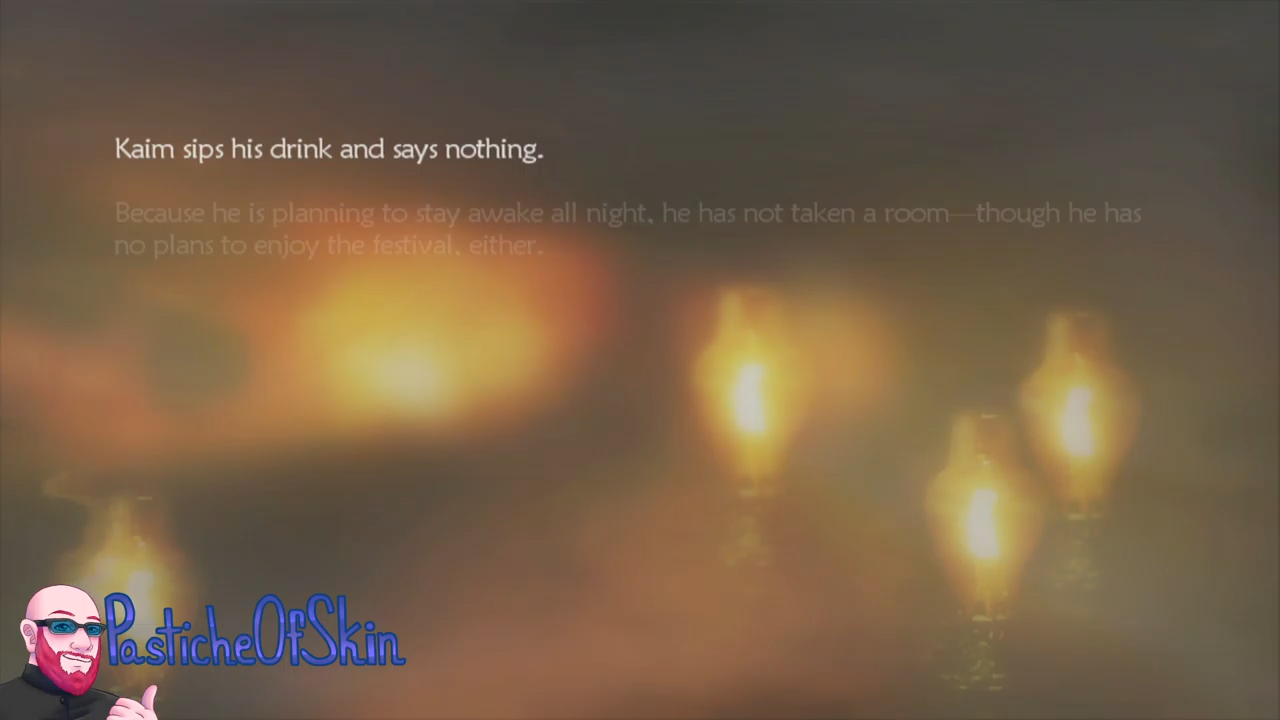 Kaim sips his drink and says nothing.
Because he is planning to stay awake all night, he has not taken a room—though he has
no plans to enjoy the festival, either.
PasticheOfSkin